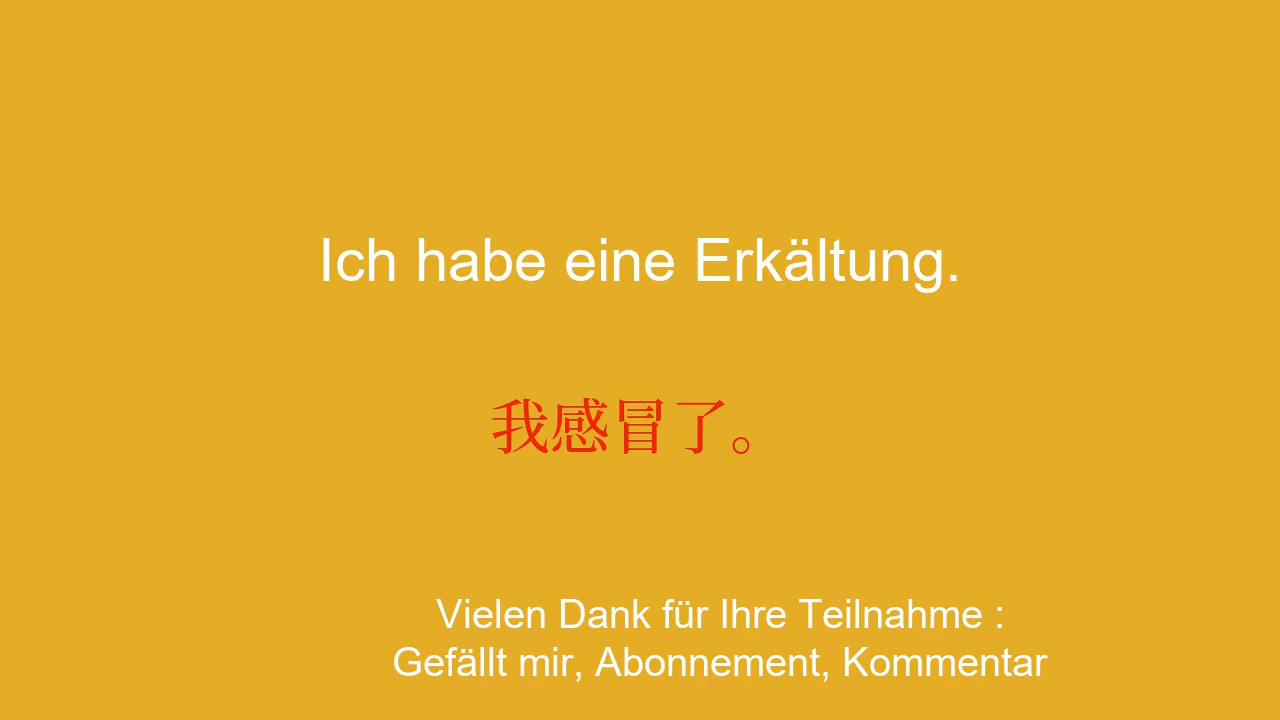 Ich habe eine Erkältung.
我感冒了。
Vielen Dank für Ihre Teilnahme :
Gefällt mir, Abonnement, Kommentar